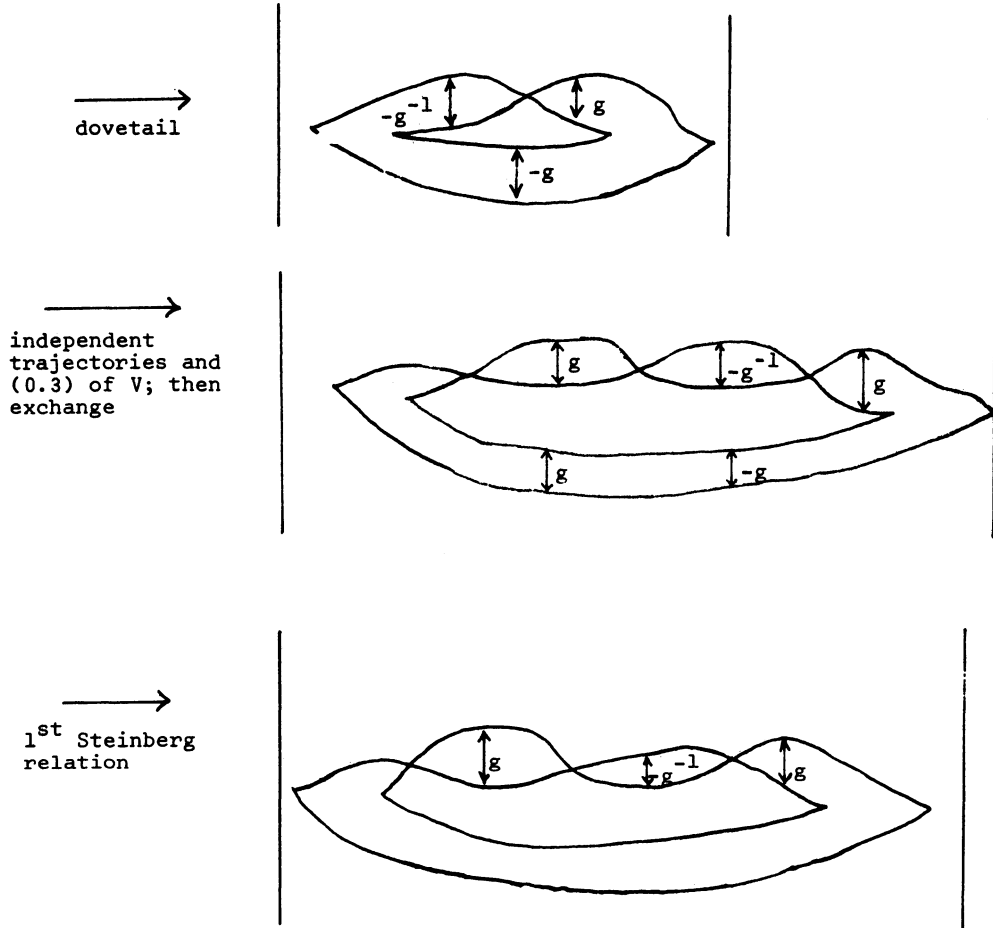 -g⁻¹
g
dovetail
-g
independent
trajectories and
(0.3) of V; then
exchange
g
-g⁻¹
g
g
-g
1ˢᵗ Steinberg
relation
g
-g⁻¹
g